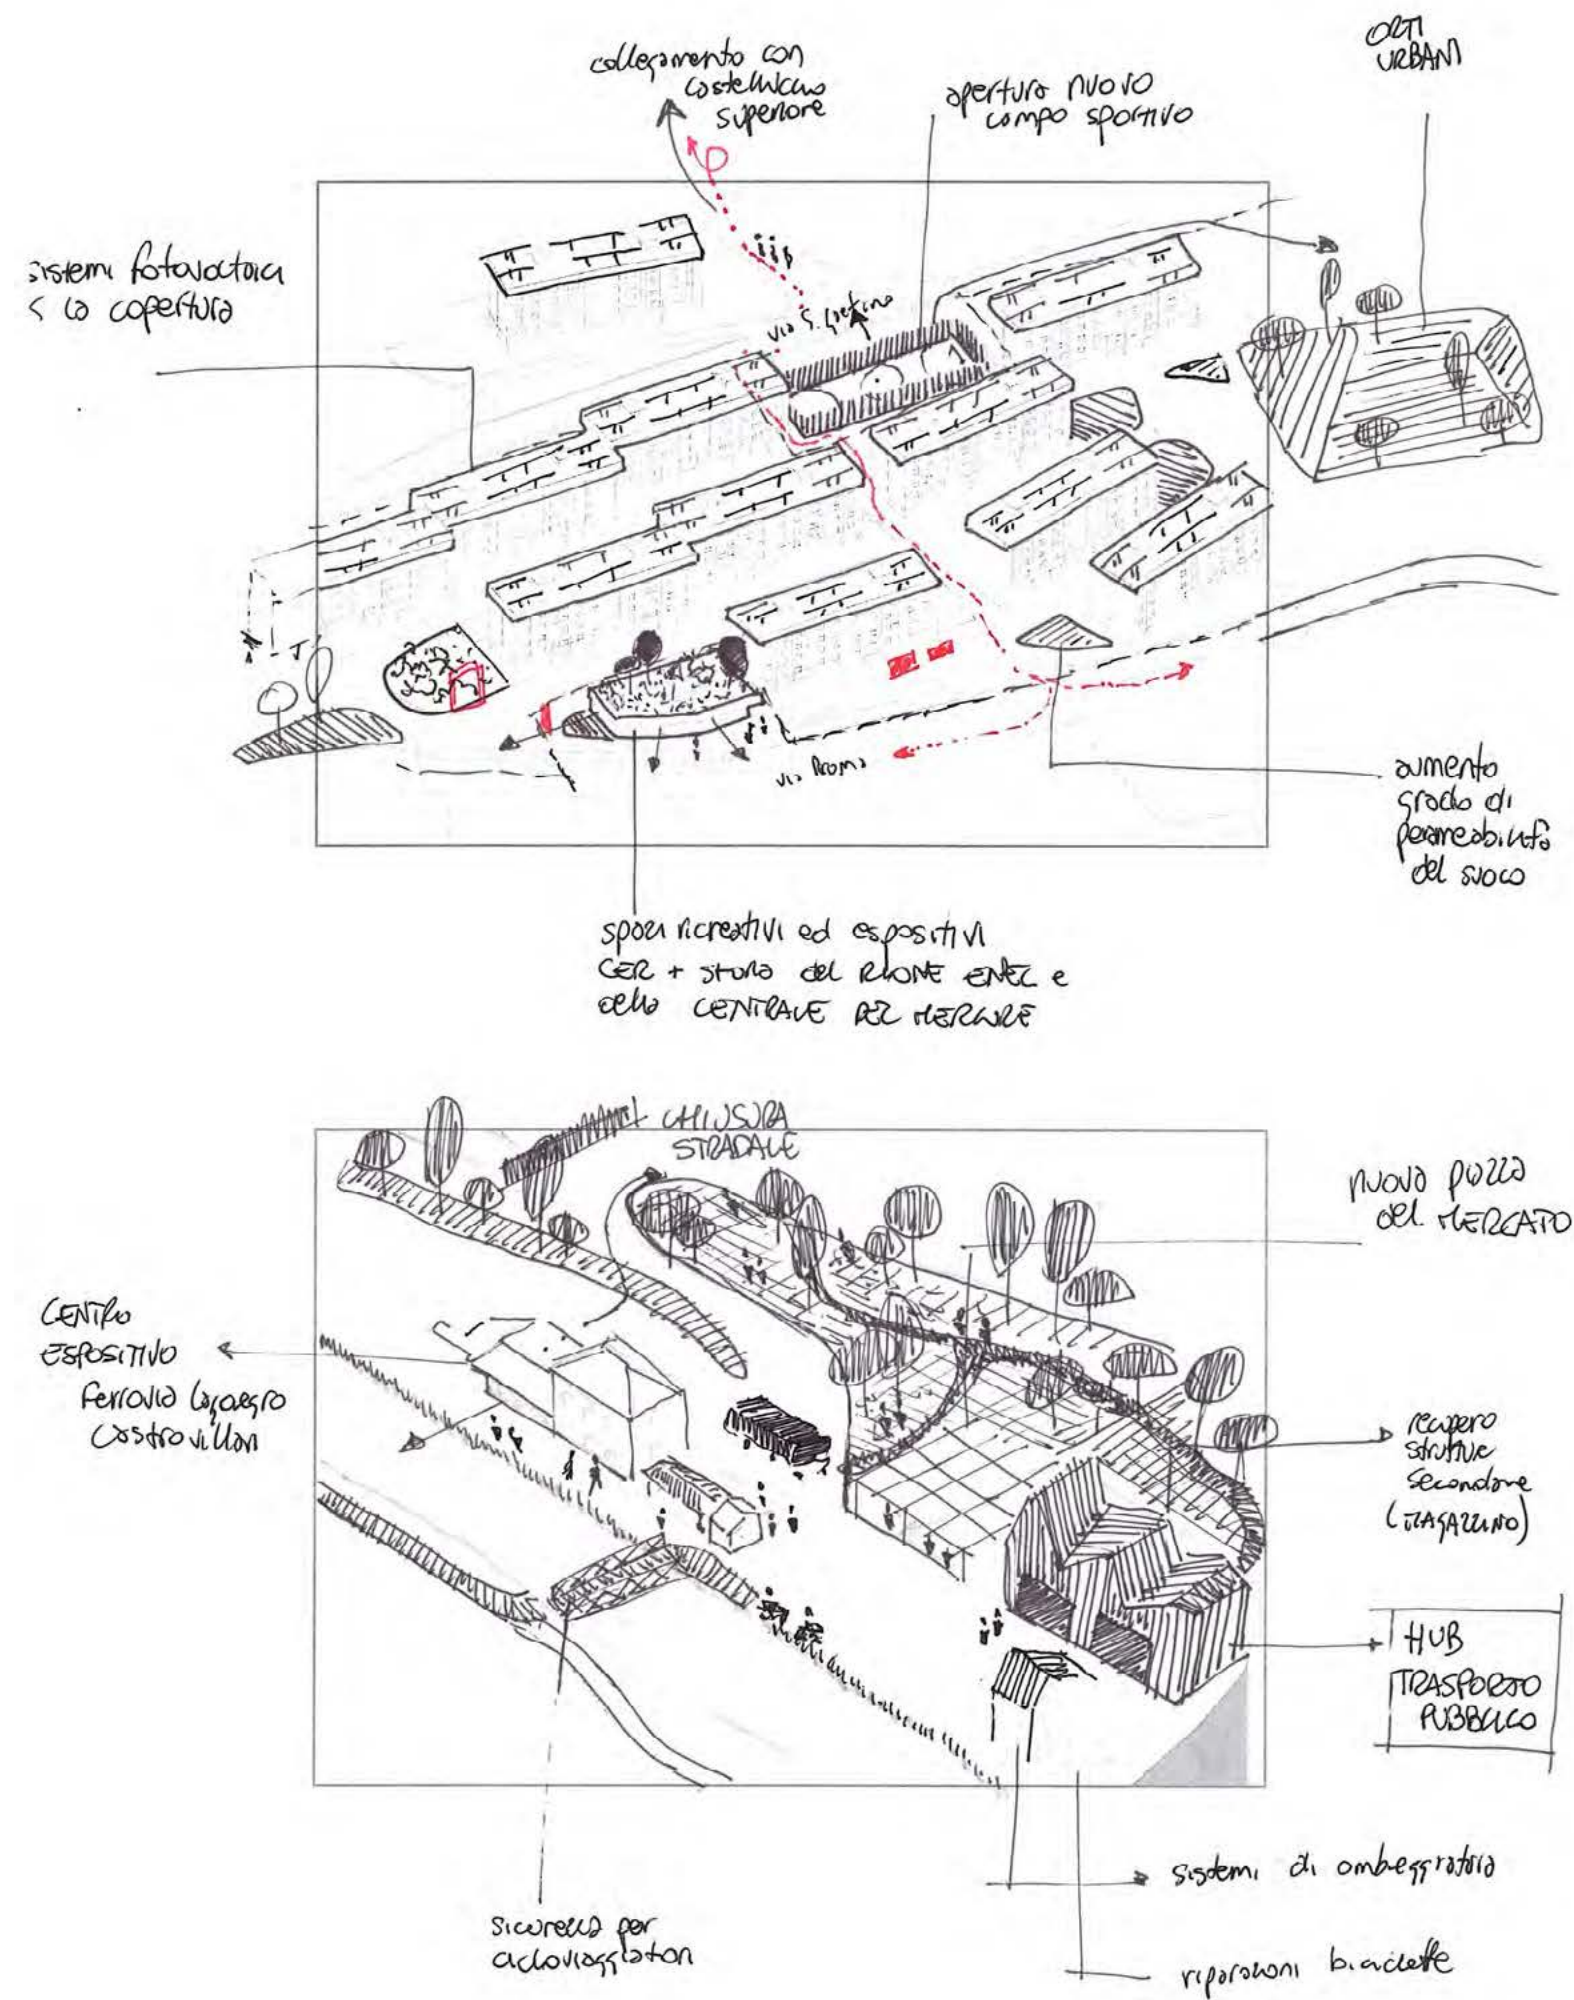 collegamento con
castelluccio
superiore
apertura nuovo
campo sportivo
ORTI
URBANI
sistemi fotovoltaici
la copertura
via S. Gaetano
via Roma
aumento
grado di
permeabilità
del suolo
spazi ricreativi ed espositivi
CER + storia del RIONE ENEL e
della CENTRALE DEL MERCURE
CHIUSURA
STRADALE
nuova piazza
del MERCATO
CENTRO
ESPOSITIVO
Ferrovia Lagonegro
Castrovillari
recupero
strutture
secondarie
(MAGAZZINO)
HUB
TRASPORTO
PUBBLICO
sistemi di ombreggiatura
sicurezza per
cicloviaggiatori
riparazioni biciclette